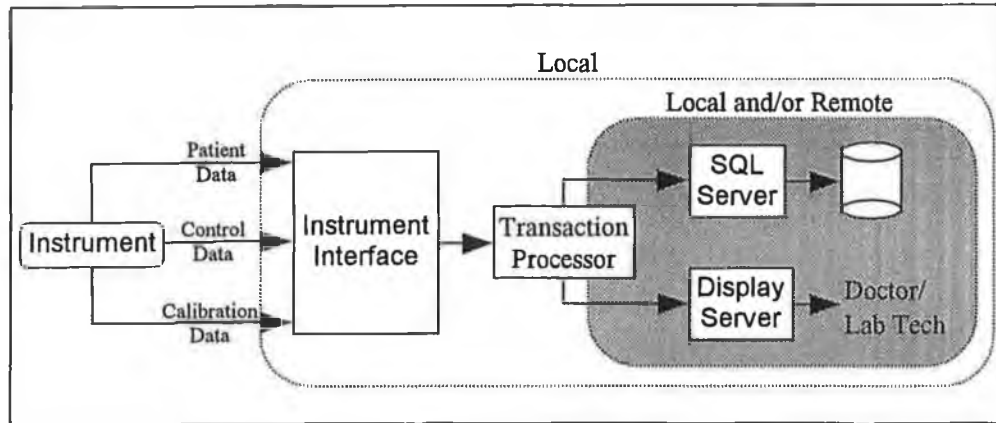 Local
Local and/or Remote
Patient
Data
SQL
Server
Instrument
Control
Data
Instrument
Interface
Transaction
Processor
Calibration
Data
Display
Server
Doctor/
Lab Tech